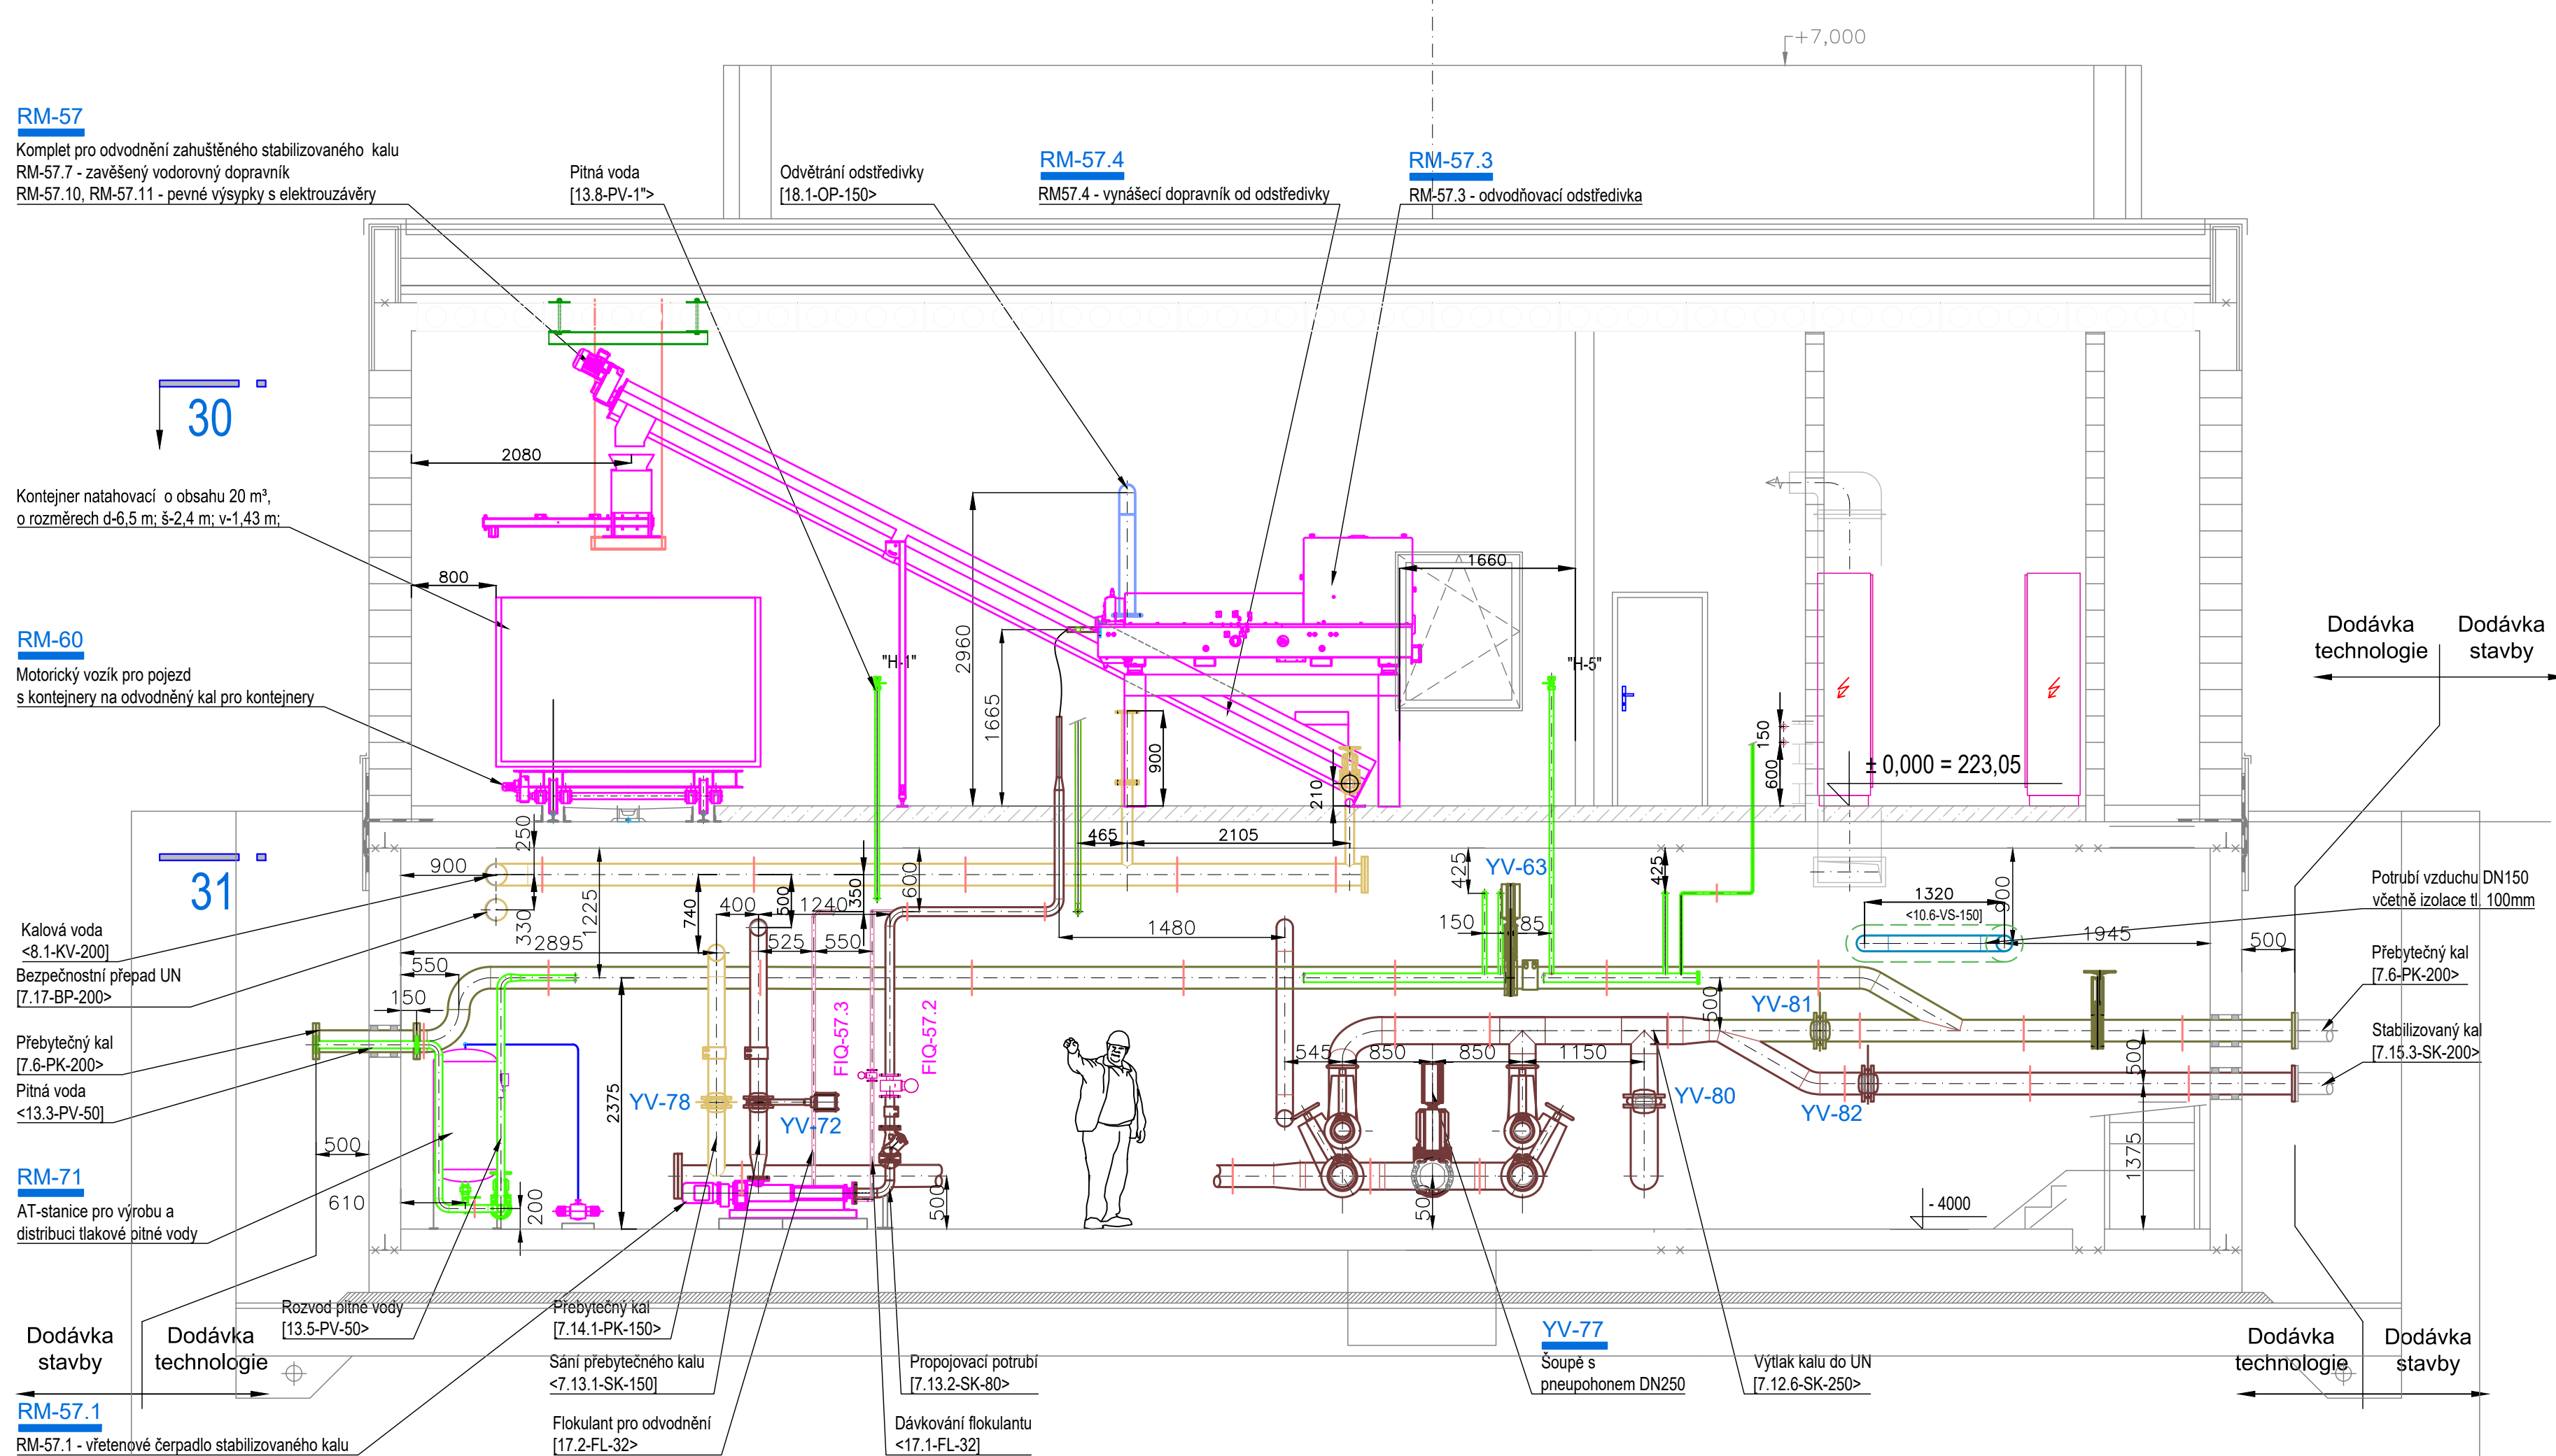 +7,000
RM-57
Komplet pro odvodnění zahuštěného stabilizovaného kalu
RM-57.7 - zavěšený vodorovný dopravník
RM-57.10, RM-57.11 - pevné výsypky s elektrouzávěry
Pitná voda
[13.8-PV-1">
Odvětrání odstředivky
[18.1-OP-150>
RM-57.4
RM57.4 - vynášecí dopravník od odstředivky
RM-57.3
RM-57.3 - odvodňovací odstředivka
30
2080
Kontejner natahovací o obsahu 20 m³,
o rozměrech d-6,5 m; š-2,4 m; v-1,43 m;
800
1660
RM-60
Motorický vozík pro pojezd
s kontejnery na odvodněný kal pro kontejnery
"H-1"
2960
1665
900
210
"H-5"
150
600
± 0,000 = 223,05
Dodávka
technologie
Dodávka
stavby
465
2105
250
31
900
330
1225
740
400
500
1240
350
600
425
YV-63
425
150
85
1320
<10.6-VS-150]
900
1945
500
Potrubí vzduchu DN150
včetně izolace tl. 100mm
Kalová voda
<8.1-KV-200]
Bezpečnostní přepad UN
[7.17-BP-200>
2895
550
150
525
550
1480
Přebytečný kal
[7.6-PK-200>
Přebytečný kal
[7.6-PK-200>
Pitná voda
<13.3-PV-50]
Stabilizovaný kal
[7.15.3-SK-200>
500
YV-81
500
545
850
850
1150
FIQ-57.3
FIQ-57.2
2375
YV-78
YV-72
YV-80
YV-82
500
1375
RM-71
AT-stanice pro výrobu a
distribuci tlakové pitné vody
610
200
500
500
- 4000
Rozvod pitné vody
[13.5-PV-50>
Přebytečný kal
[7.14.1-PK-150>
Dodávka
stavby
Dodávka
technologie
Sání přebytečného kalu
<7.13.1-SK-150]
Propojovací potrubí
[7.13.2-SK-80>
YV-77
Šoupě s
pneupohonem DN250
Výtlak kalu do UN
[7.12.6-SK-250>
Dodávka
technologie
Dodávka
stavby
RM-57.1
RM-57.1 - vřetenové čerpadlo stabilizovaného kalu
Flokulant pro odvodnění
[17.2-FL-32>
Dávkování flokulantu
<17.1-FL-32]